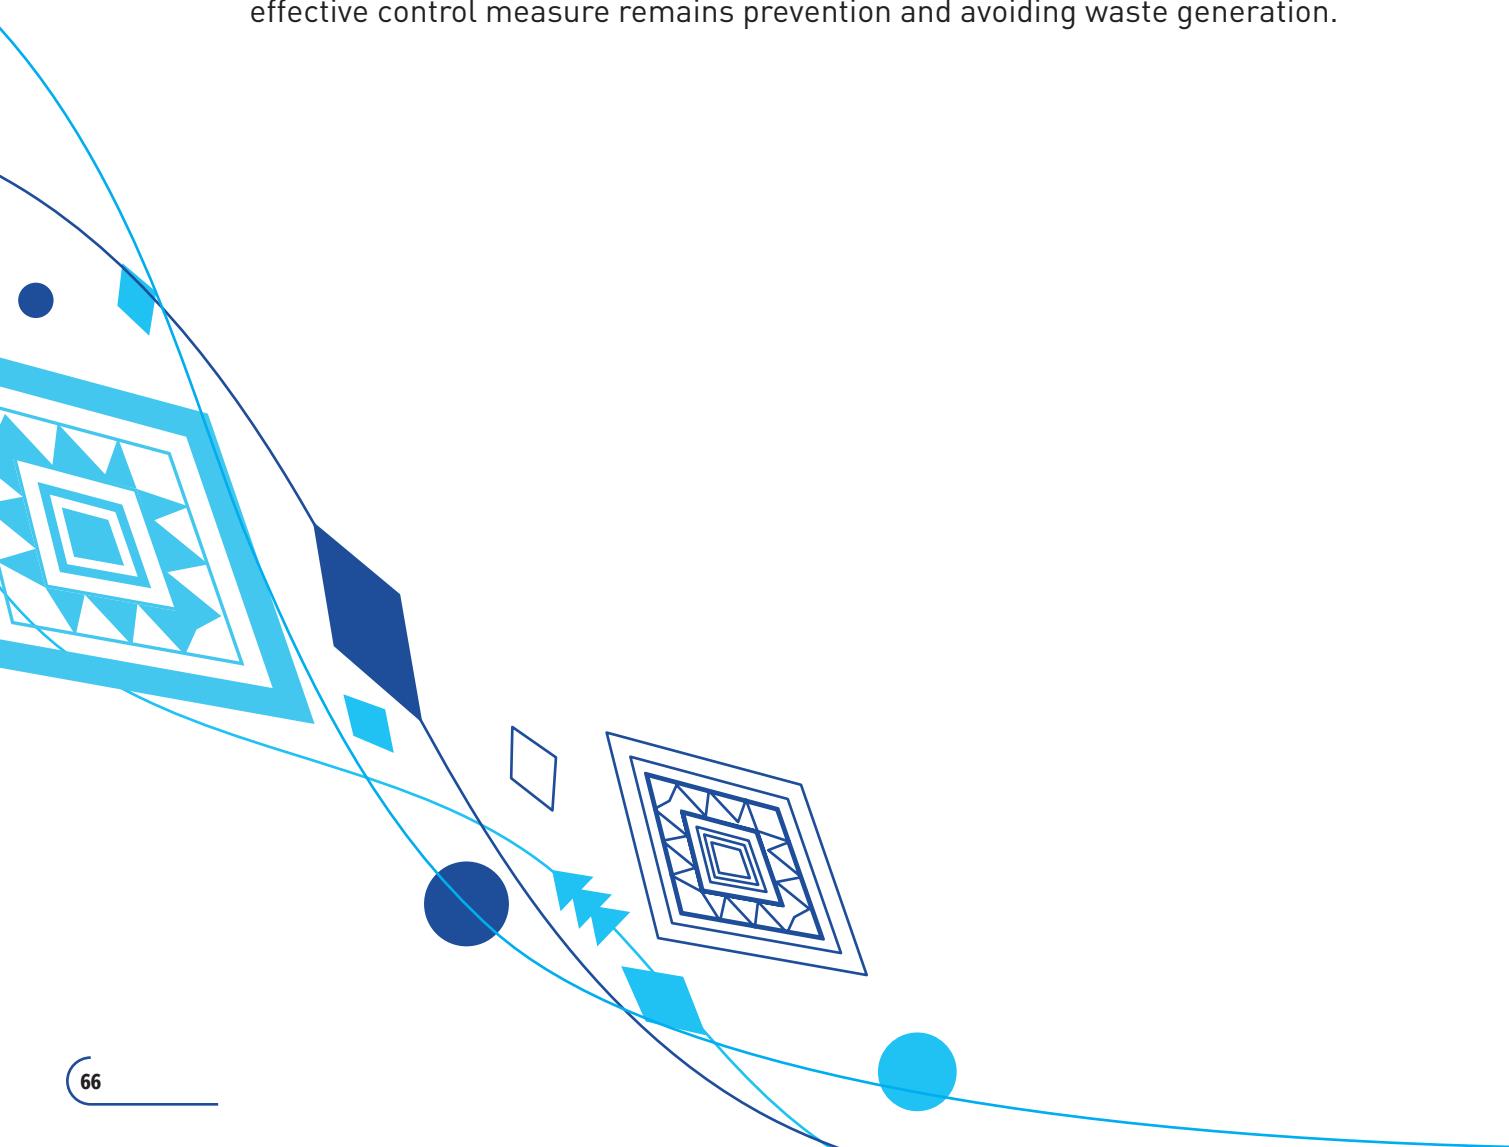 effective control measure remains prevention and avoiding waste generation.
66